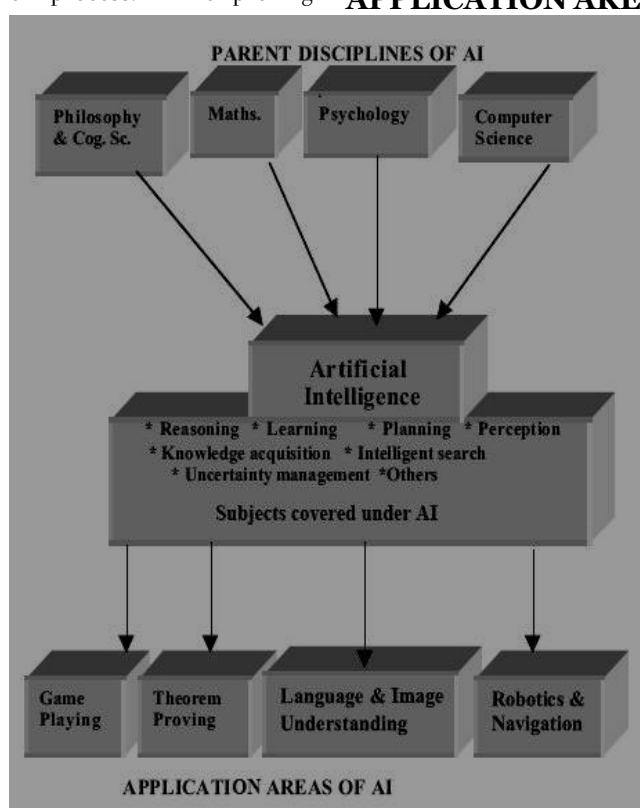 APPLICATION ARE
PARENT DISCIPLINES OF AI
Philosophy
& Cog. Sc.
Maths.
Psychology
Computer
Science
Artificial
Intelligence
* Reasoning * Learning * Planning * Perception
* Knowledge acquisition * Intelligent search
* Uncertainty management *Others
Subjects covered under AI
Game
Playing
Theorem
Proving
Language & Image
Understanding
Robotics &
Navigation
APPLICATION AREAS OF AI